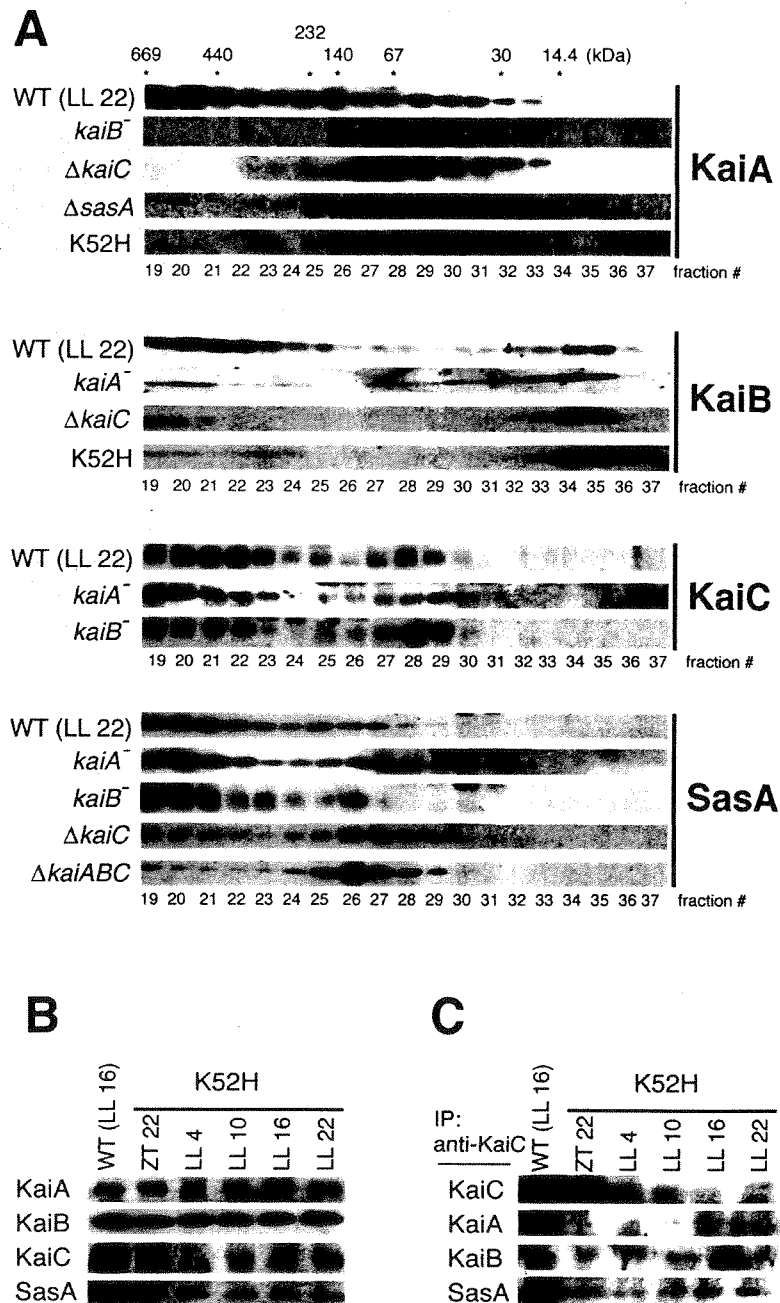 A
232
669 440 140 67 30 14.4 (kDa)
* * * * * * *
WT (LL 22)
kaiB⁻
ΔkaiC
ΔsasA
K52H
KaiA
19 20 21 22 23 24 25 26 27 28 29 30 31 32 33 34 35 36 37 fraction #
WT (LL 22)
kaiA⁻
ΔkaiC
K52H
KaiB
19 20 21 22 23 24 25 26 27 28 29 30 31 32 33 34 35 36 37 fraction #
WT (LL 22)
kaiA⁻
kaiB⁻
KaiC
19 20 21 22 23 24 25 26 27 28 29 30 31 32 33 34 35 36 37 fraction #
WT (LL 22)
kaiA⁻
kaiB⁻
ΔkaiC
ΔkaiABC
SasA
19 20 21 22 23 24 25 26 27 28 29 30 31 32 33 34 35 36 37 fraction #
B
K52H
WT (LL 16) ZT 22 LL 4 LL 10 LL 16 LL 22
KaiA
KaiB
KaiC
SasA
C
K52H
IP:
anti-KaiC
WT (LL 16) ZT 22 LL 4 LL 10 LL 16 LL 22
KaiC
KaiA
KaiB
SasA